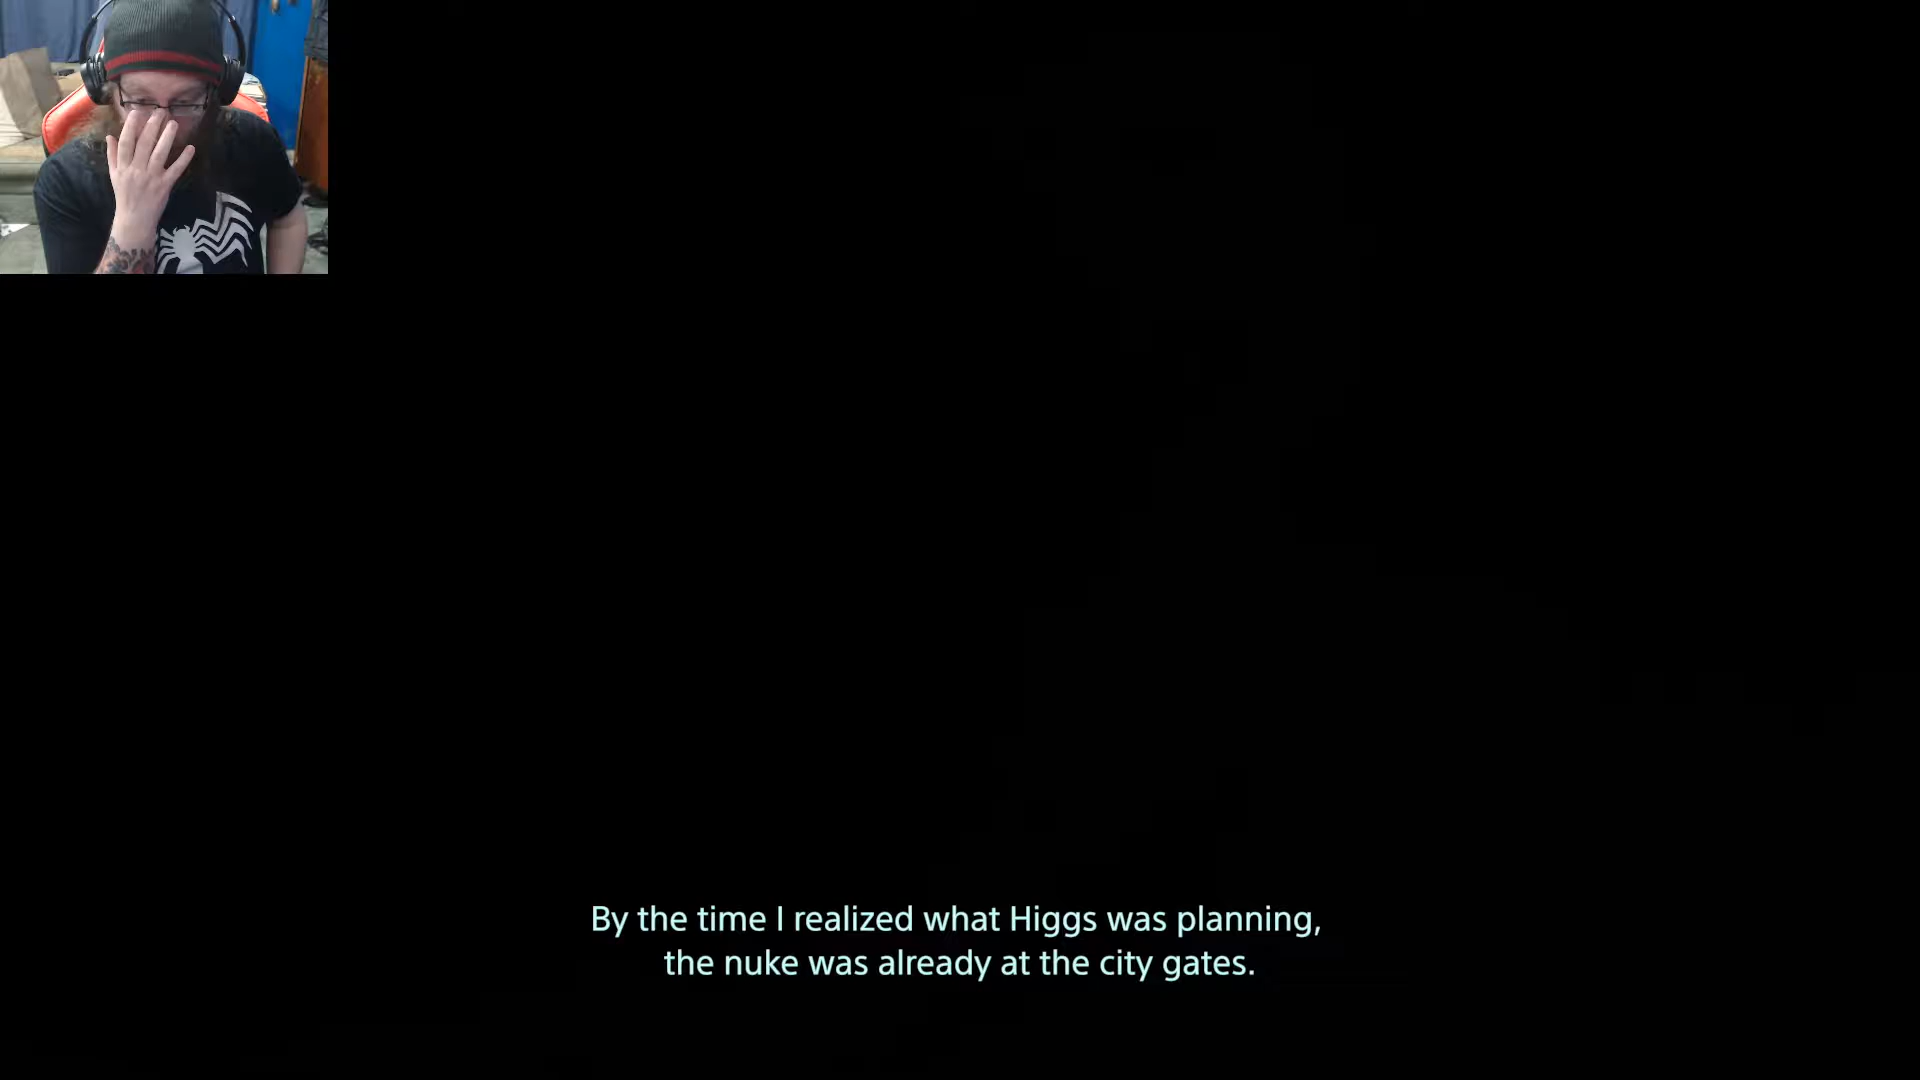 By the time I realized what Higgs was planning,
the nuke was already at the city gates.